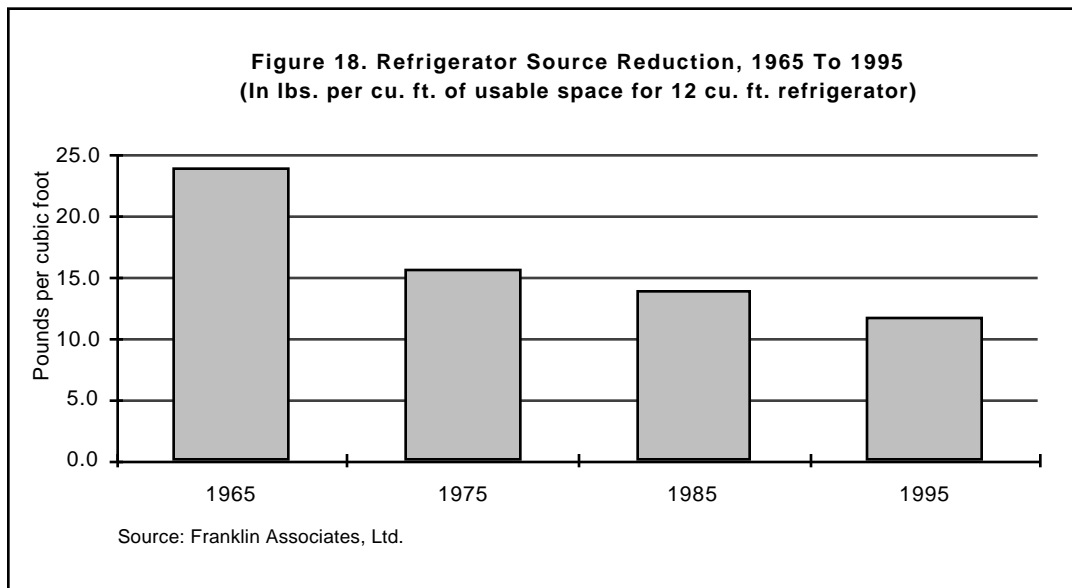 Figure 18. Refrigerator Source Reduction, 1965 To 1995
(In lbs. per cu. ft. of usable space for 12 cu. ft. refrigerator)
Pounds per cubic foot
25.0
20.0
15.0
10.0
5.0
0.0
1965 1975 1985 1995
Source: Franklin Associates, Ltd.